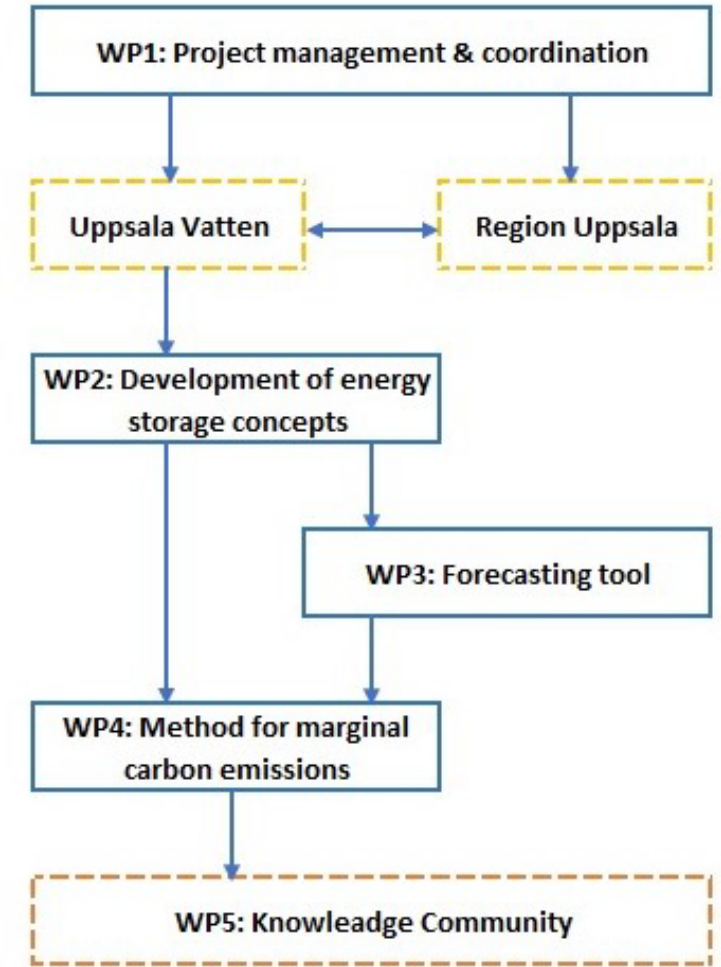 WP1: Project management & coordination
Uppsala Vatten
Region Uppsala
WP2: Development of energy
storage concepts
WP3: Forecasting tool
WP4: Method for marginal
carbon emissions
WP5: Knowleadge Community